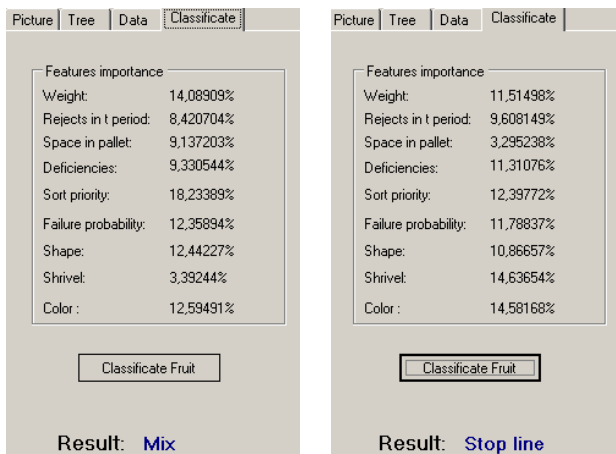 Picture Tree Data Classificate
Features importance
Weight: 14,08909%
Rejects in t period: 8,420704%
Space in pallet: 9,137203%
Deficiencies: 9,330544%
Sort priority: 18,23389%
Failure probability: 12,35894%
Shape: 12,44227%
Shrivel: 3,39244%
Color : 12,59491%
Classificate Fruit
Result: Mix
Picture Tree Data Classificate
Features importance
Weight: 11,51498%
Rejects in t period: 9,608149%
Space in pallet: 3,295238%
Deficiencies: 11,31076%
Sort priority: 12,39772%
Failure probability: 11,78837%
Shape: 10,86657%
Shrivel: 14,63654%
Color : 14,58168%
Classificate Fruit
Result: Stop line